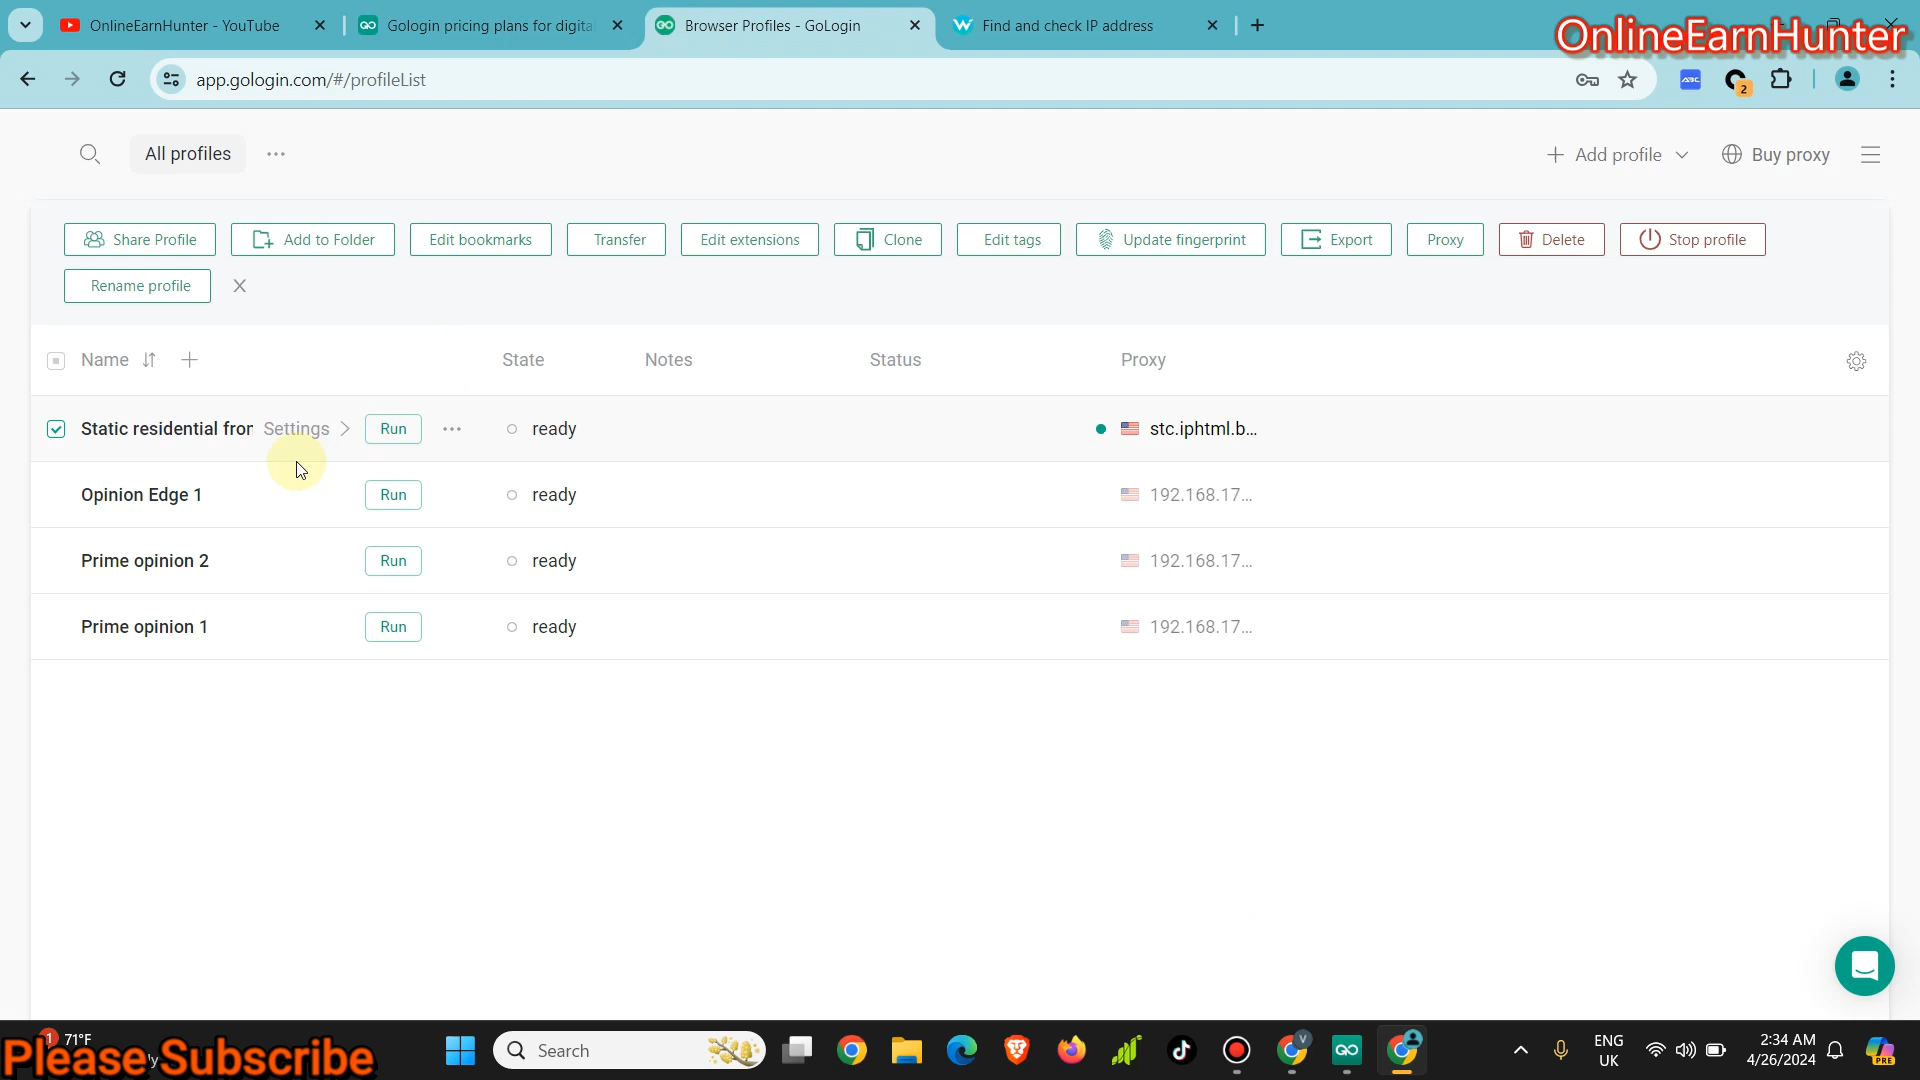 OnlineEarnHunter - YouTube
Gologin pricing plans for digita
Browser Profiles - GoLogin
Find and check IP address
OnlineEarnHunter
app.gologin.com/#/profileList
ABC
2
All profiles
Add profile
Buy proxy
Share Profile
Add to Folder
Edit bookmarks
Transfer
Edit extensions
Clone
Edit tags
Update fingerprint
Export
Proxy
Delete
Stop profile
Rename profile
Name
State
Notes
Status
Proxy
Static residential fror
Settings
Run
ready
stc.iphtml.b...
Opinion Edge 1
Run
ready
192.168.17...
Prime opinion 2
Run
ready
192.168.17...
Prime opinion 1
Run
ready
192.168.17...
1
71°F
Please Subscribe
Search
V
ENG
UK
2:34 AM
4/26/2024
PRE